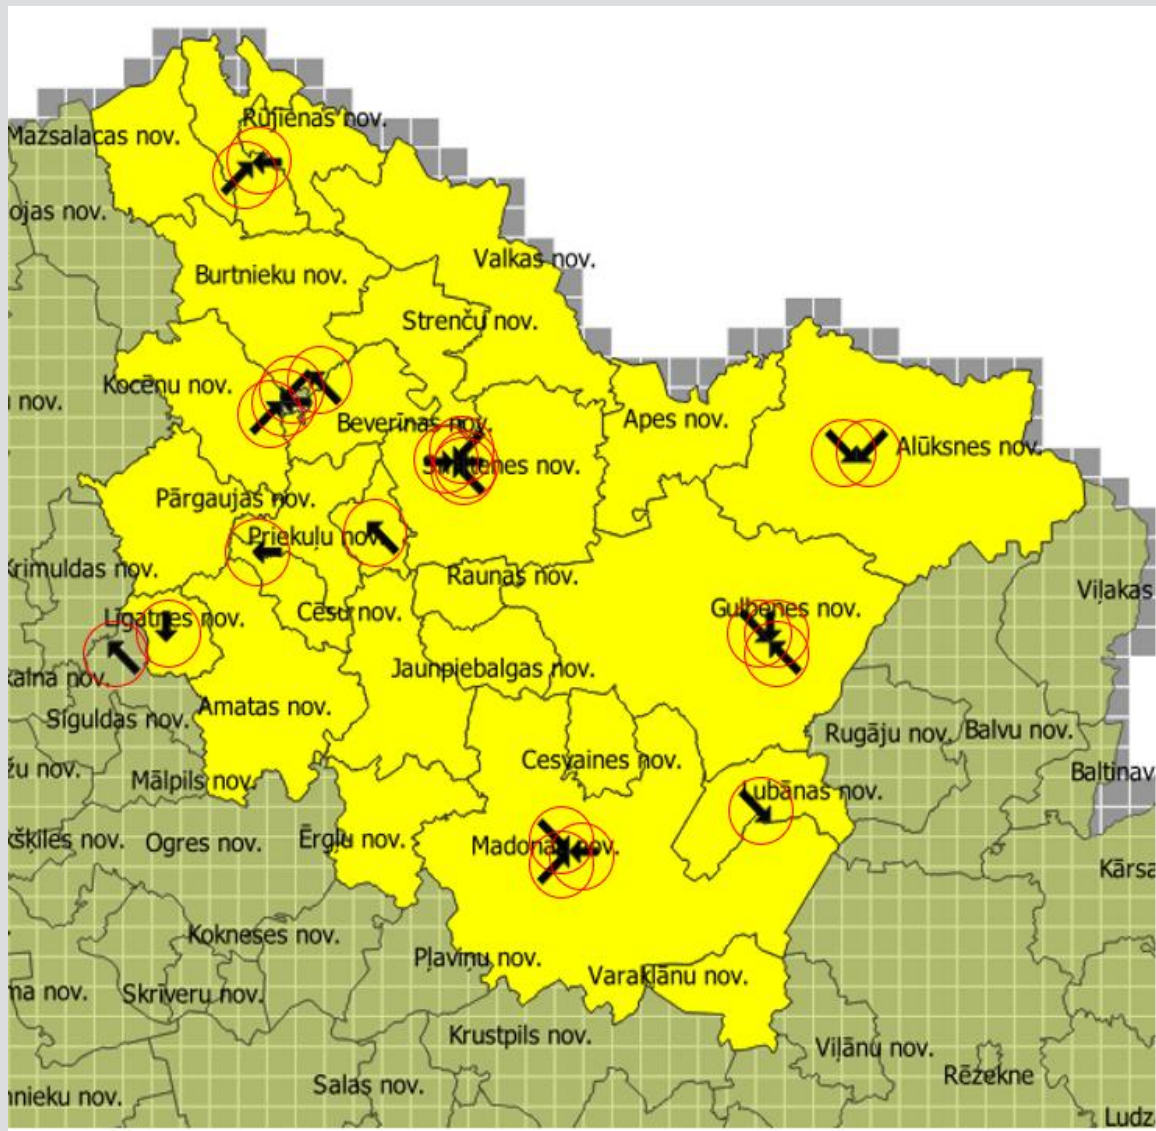 Rūjienas nov.
Mazsalacas nov.
ojas nov.
Valkas nov.
Burtnieku nov.
Strenču nov.
Kocēnu nov.
u nov.
Beverīnas nov.
Apes nov.
Alūksnes nov.
Smiltenes nov.
Pārgaujas nov.
Priekuļu nov.
Krimuldas nov.
Raunas nov.
Viļakas
Līgatnes nov.
Cēsu nov.
Gulbenes nov.
Jaunpiebalgas nov.
kalna nov.
Siguldas nov.
Amatas nov.
Rugāju nov.
Balvu nov.
Cesvaines nov.
žu nov.
Mālpils nov.
Baltinav
Lubānas nov.
kšķiles nov.
Ogres nov.
Ērgļu nov.
Madonas nov.
Kārsa
Kokneses nov.
Pļaviņu nov.
Varakļānu nov.
ma nov.
Skrīveru nov.
Krustpils nov.
Viļānu nov.
Rēzekne
Salas nov.
nnieku nov.
Ludz